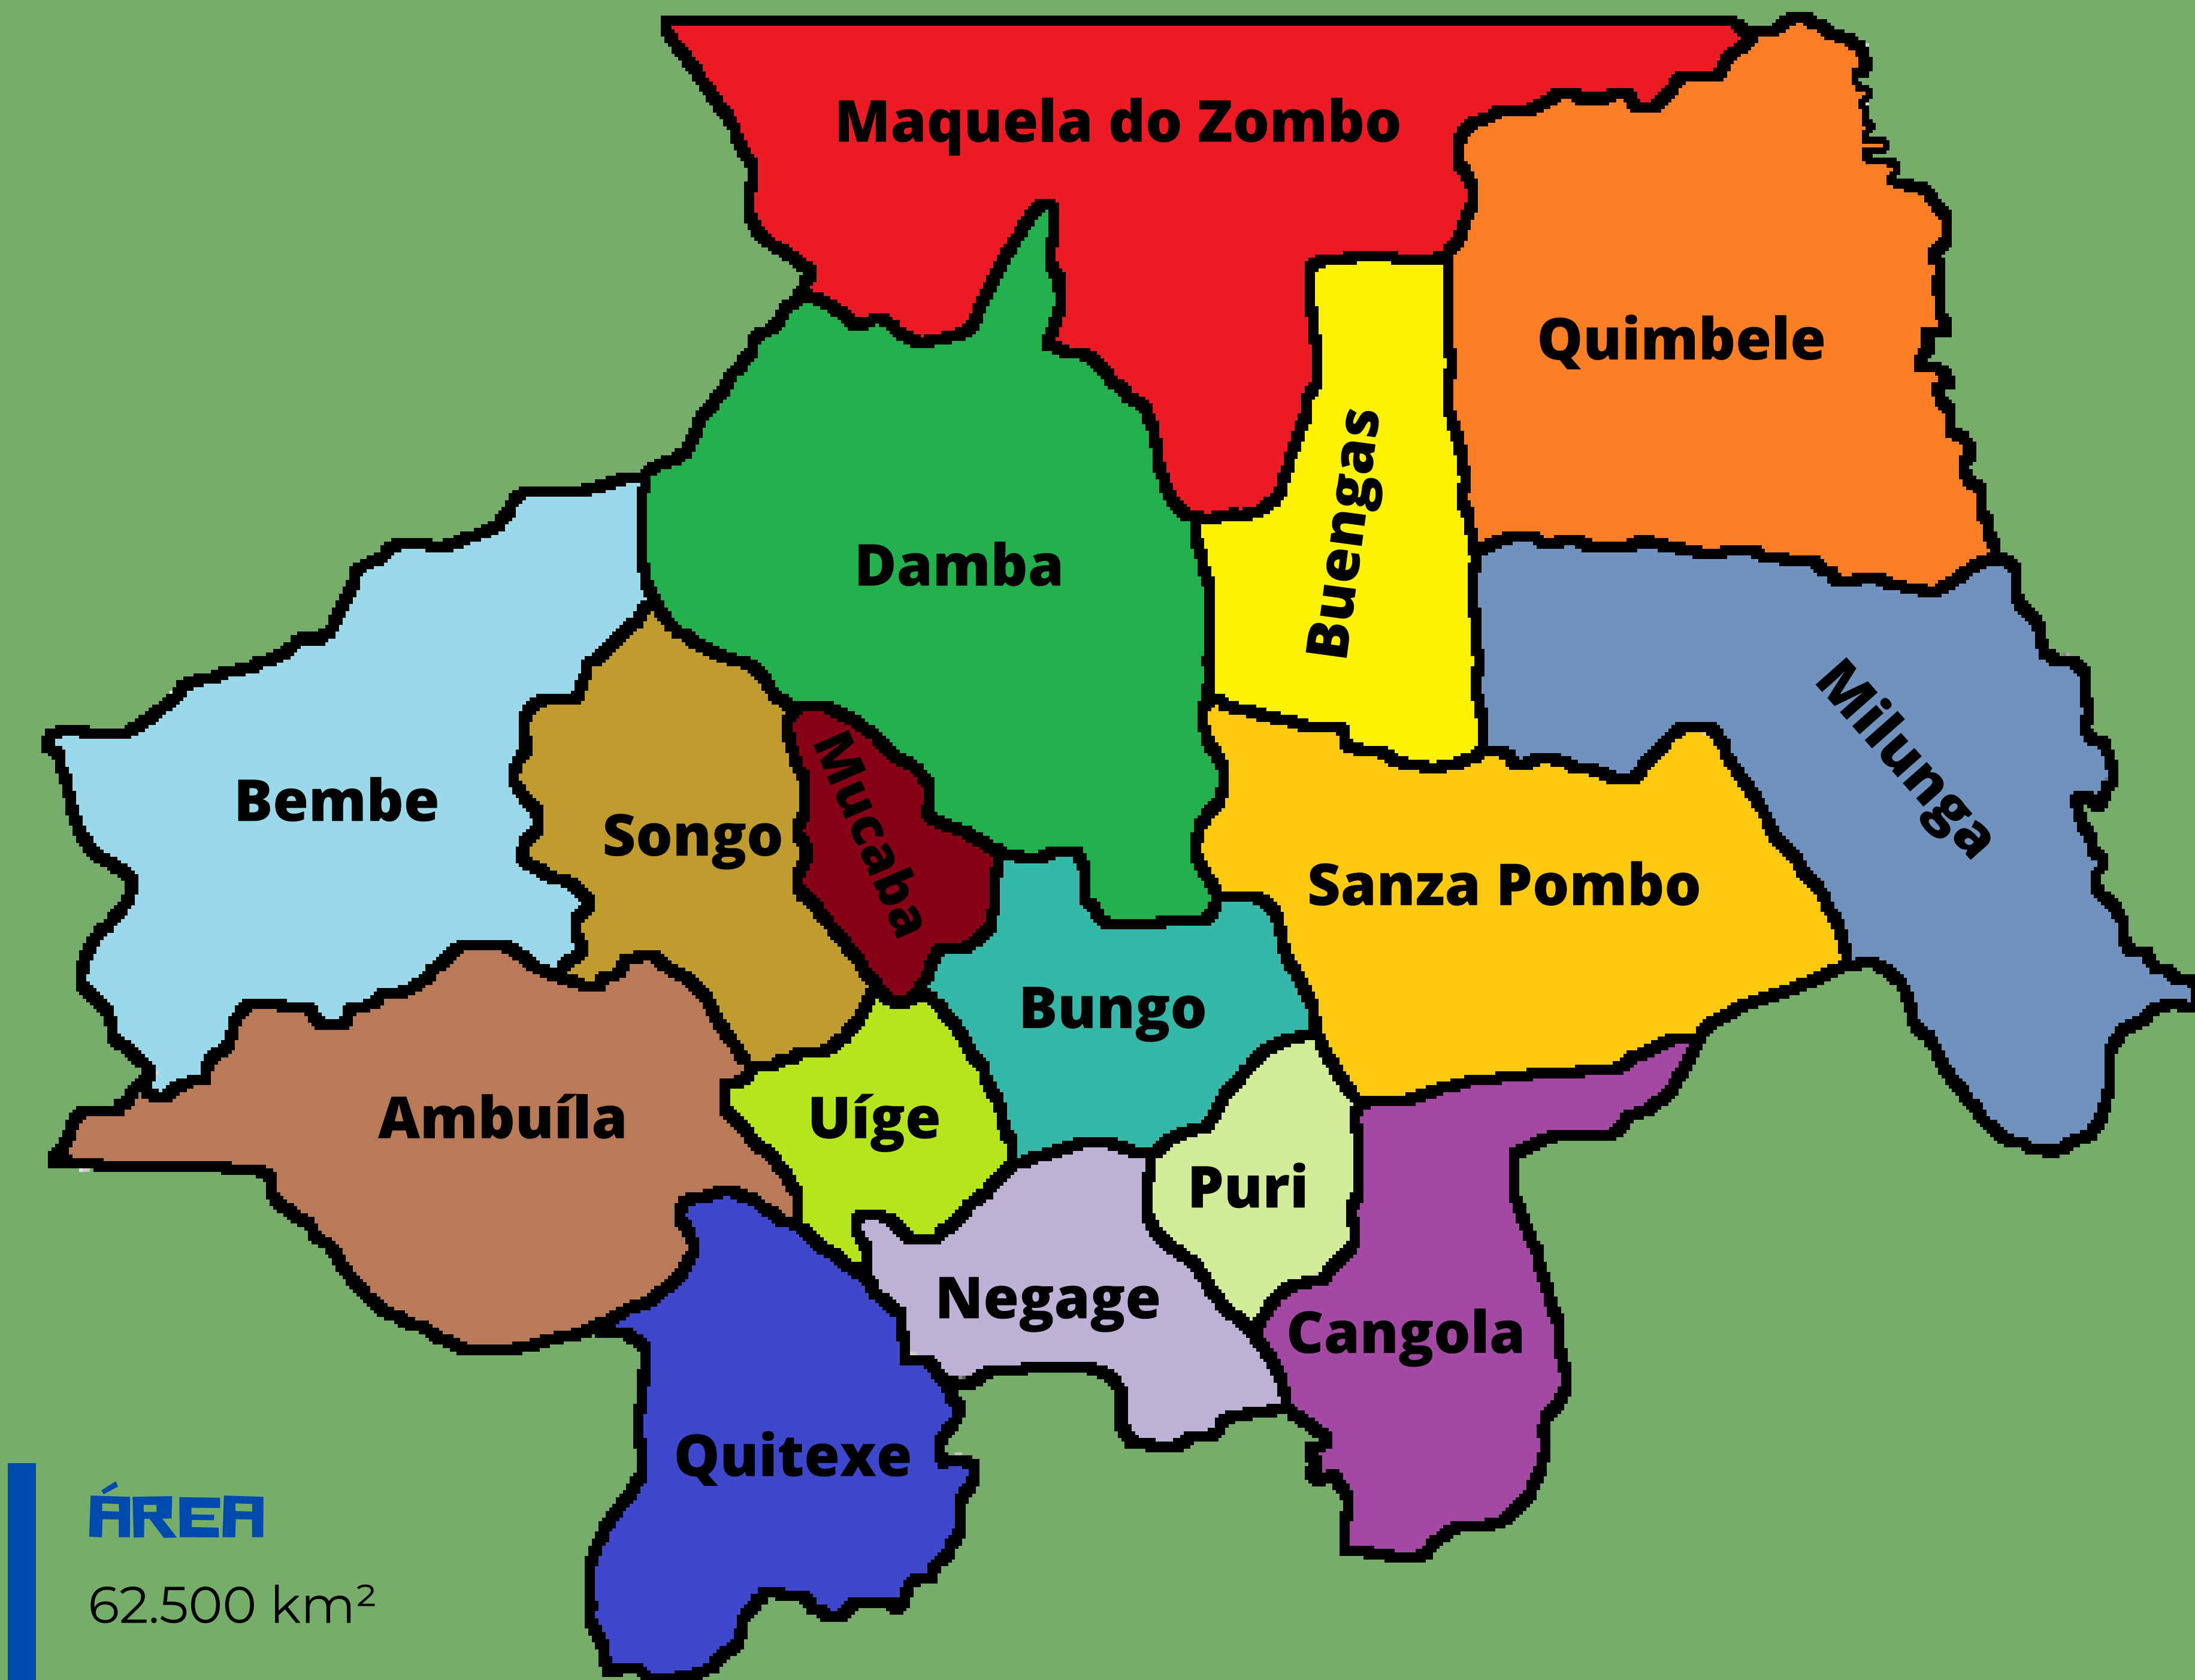 Maquela do Zombo
Quimbele
Buengas
Damba
Milunga
Bembe
Songo
Mucaba
Sanza Pombo
Bungo
Ambuíla
Uíge
Puri
Negage
Cangola
Quitexe
ÁREA
62.500 km²